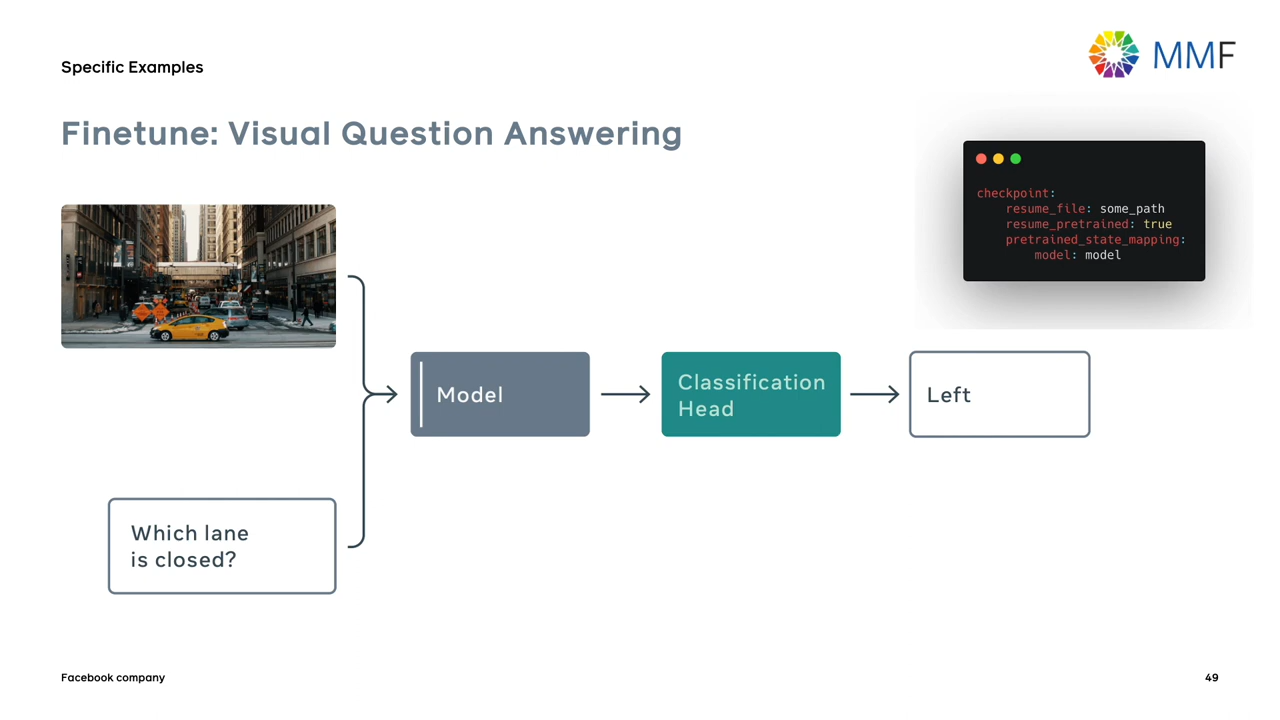 Specific Examples
MMF
Finetune: Visual Question Answering
checkpoint:
resume_file: some_path
resume_pretrained: true
pretrained_state_mapping:
model: model
Model
Classification
Head
Left
Which lane
is closed?
Facebook company
49